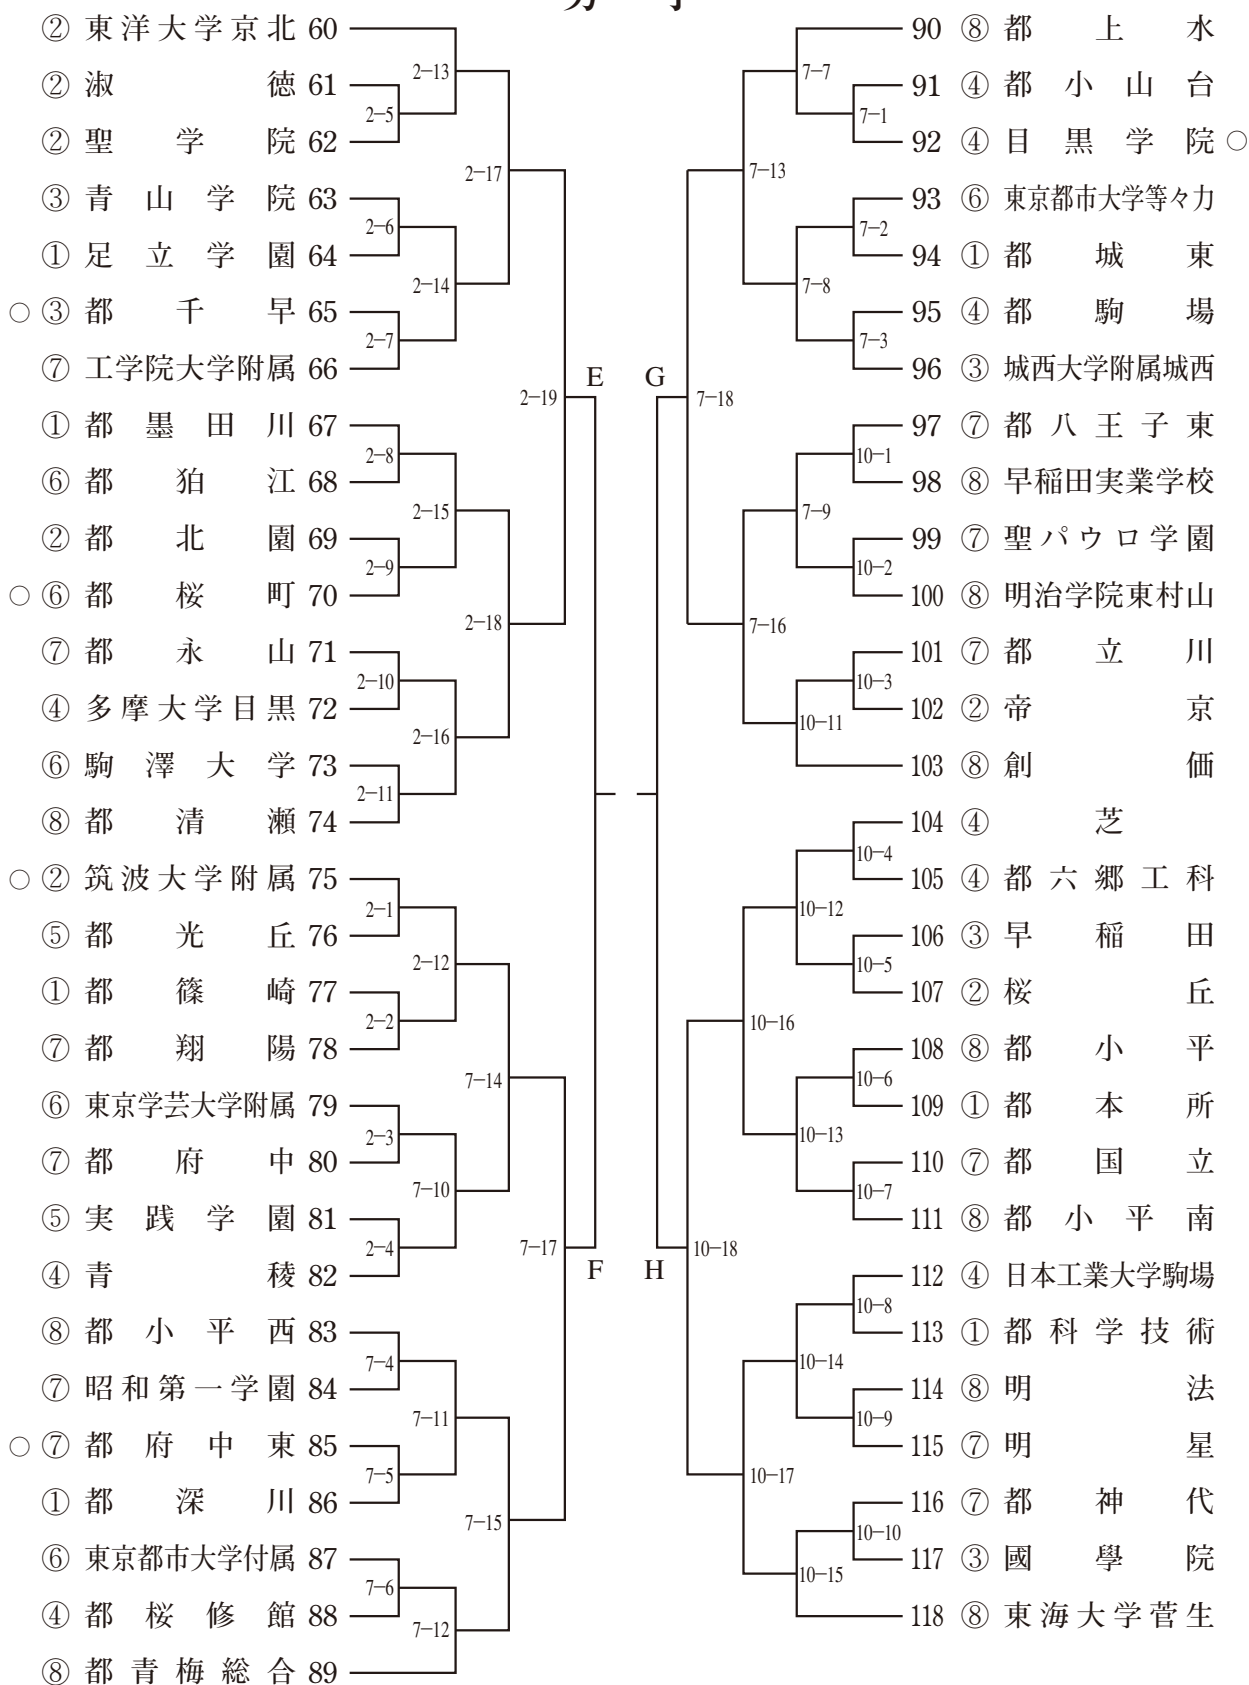 ② 東洋大学京北 60
② 淑徳 61
② 聖学院 62
③ 青山学院 63
① 足立学園 64
○ ③ 都千早 65
⑦ 工学院大学附属 66
① 都墨田川 67
⑥ 都狛江 68
② 都北園 69
○ ⑥ 都桜町 70
⑦ 都永山 71
④ 多摩大学目黒 72
⑥ 駒澤大学 73
⑧ 都清瀬 74
○ ② 筑波大学附属 75
⑤ 都光丘 76
① 都篠崎 77
⑦ 都翔陽 78
⑥ 東京学芸大学附属 79
⑦ 都府中 80
⑤ 実践学園 81
④ 青稜 82
⑧ 都小平西 83
⑦ 昭和第一学園 84
○ ⑦ 都府中東 85
① 都深川 86
⑥ 東京都市大学付属 87
④ 都桜修館 88
⑧ 都青梅総合 89
2-13
2-5
2-17
2-6
2-14
2-7
2-19
E
2-8
2-15
2-9
2-18
2-10
2-16
2-11
2-1
2-12
2-2
7-14
2-3
7-10
2-4
7-17
F
7-4
7-11
7-5
7-15
7-6
7-12
G
7-7
7-1
7-13
7-2
7-8
7-3
7-18
10-1
7-9
10-2
7-16
10-3
10-11
10-4
10-12
10-5
10-16
10-6
10-13
10-7
H
10-18
10-8
10-14
10-9
10-17
10-10
10-15
90 ⑧ 都上水
91 ④ 都小山台
92 ④ 目黒学院 ○
93 ⑥ 東京都市大学等々力
94 ① 都城東
95 ④ 都駒場
96 ③ 城西大学附属城西
97 ⑦ 都八王子東
98 ⑧ 早稲田実業学校
99 ⑦ 聖パウロ学園
100 ⑧ 明治学院東村山
101 ⑦ 都立川
102 ② 帝京
103 ⑧ 創価
104 ④ 芝
105 ④ 都六郷工科
106 ③ 早稲田
107 ② 桜丘
108 ⑧ 都小平
109 ① 都本所
110 ⑦ 都国立
111 ⑧ 都小平南
112 ④ 日本工業大学駒場
113 ① 都科学技術
114 ⑧ 明法
115 ⑦ 明星
116 ⑦ 都神代
117 ③ 國學院
118 ⑧ 東海大学菅生